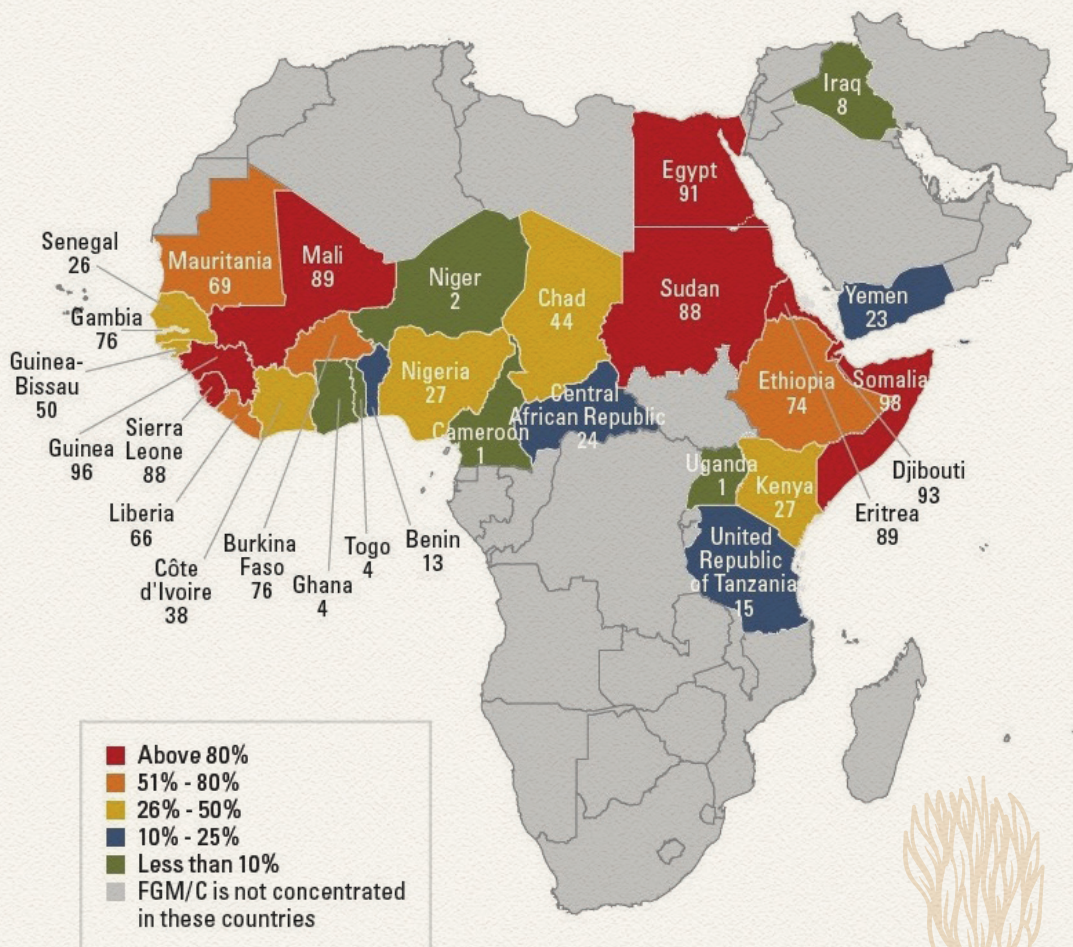 Iraq
8
Egypt
91
Senegal
26
Mauritania
69
Mali
89
Niger
2
Chad
44
Sudan
88
Yemen
23
Gambia
76
Guinea-
Bissau
50
Nigeria
27
Ethiopia
74
Somalia
98
Central
African Republic
24
Cameroon
1
Guinea
96
Sierra
Leone
88
Uganda
1
Kenya
27
Djibouti
93
Eritrea
89
Liberia
66
Côte
d'Ivoire
38
Burkina
Faso
76
Ghana
4
Togo
4
Benin
13
United
Republic
of Tanzania
15
Above 80%
51% - 80%
26% - 50%
10% - 25%
Less than 10%
FGM/C is not concentrated
in these countries